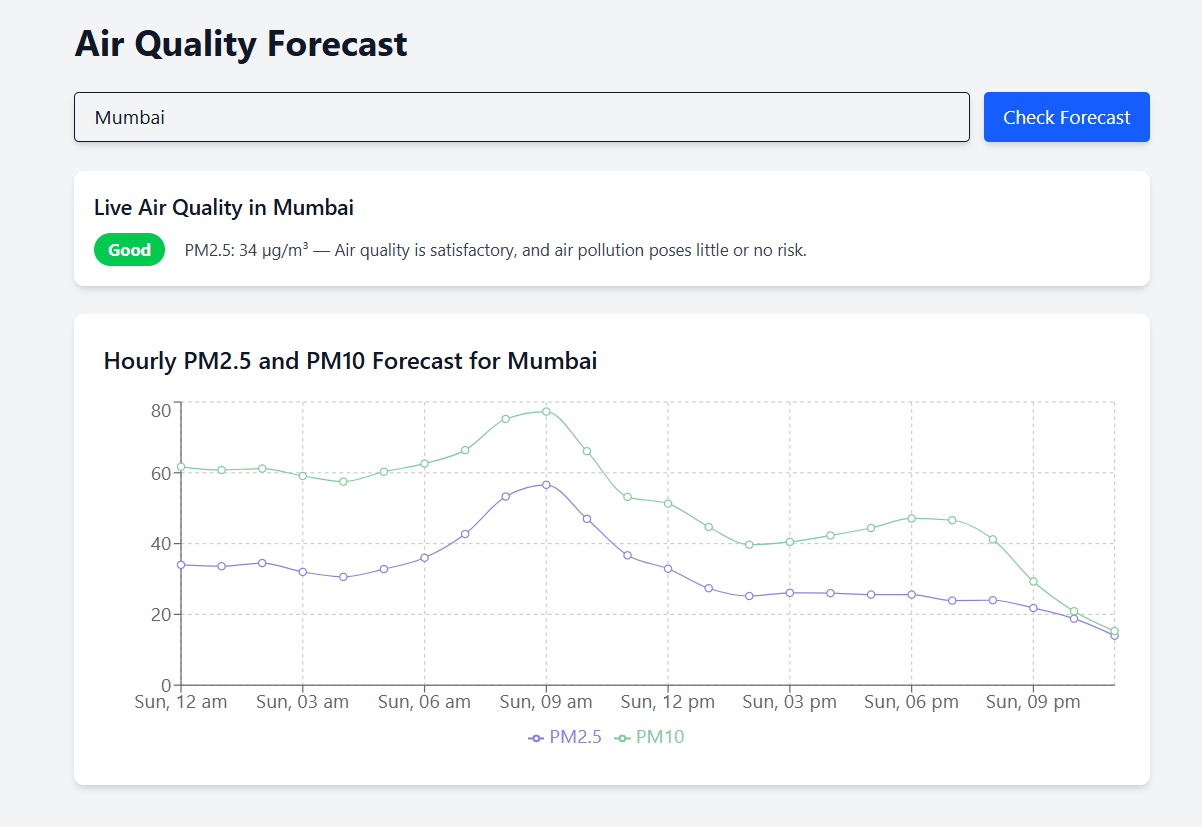 Air Quality Forecast
Mumbai
Check Forecast
Live Air Quality in Mumbai
Good
PM2.5: 34 µg/m³ — Air quality is satisfactory, and air pollution poses little or no risk.
Hourly PM2.5 and PM10 Forecast for Mumbai
80
60
40
20
0
Sun, 12 am Sun, 03 am Sun, 06 am Sun, 09 am Sun, 12 pm Sun, 03 pm Sun, 06 pm Sun, 09 pm
PM2.5 PM10